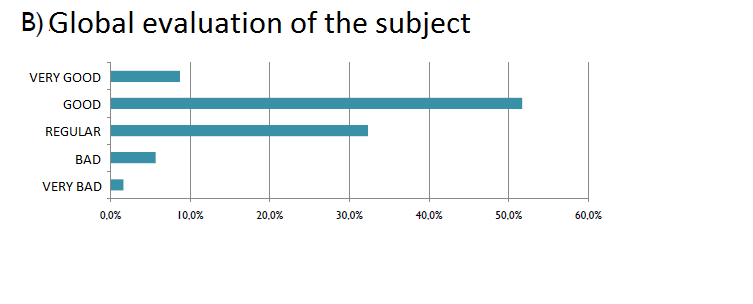 B) Global evaluation of the subject
VERY GOOD
GOOD
REGULAR
BAD
VERY BAD
0,0% 10,0% 20,0% 30,0% 40,0% 50,0% 60,0%